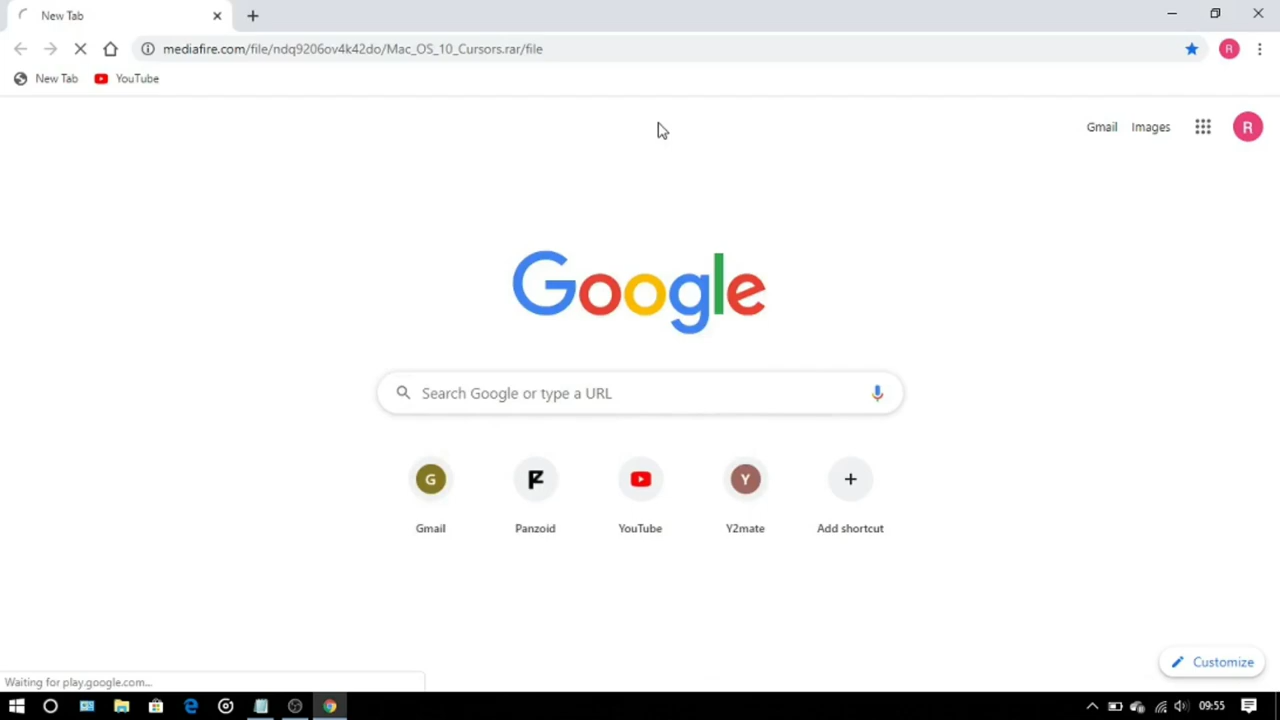 New Tab
mediafire.com/file/ndq9206ov4k42do/Mac_OS_10_Cursors.rar/file
R
New Tab
YouTube
Gmail
Images
R
Google
Search Google or type a URL
G
Y
Gmail
Panzoid
YouTube
Y2mate
Add shortcut
Customize
Waiting for play.google.com...
09:55